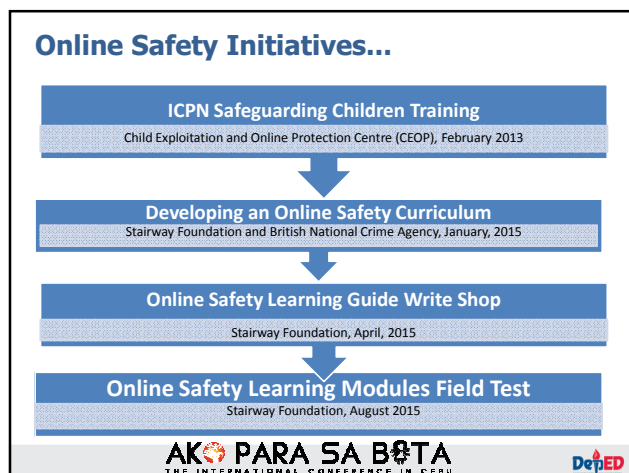 Online Safety Initiatives...
ICPN Safeguarding Children Training
Child Exploitation and Online Protection Centre (CEOP), February 2013
Developing an Online Safety Curriculum
Stairway Foundation and British National Crime Agency, January, 2015
Online Safety Learning Guide Write Shop
Stairway Foundation, April, 2015
Online Safety Learning Modules Field Test
Stairway Foundation, August 2015
AKO PARA SA BATA
THE INTERNATIONAL CONFERENCE IN CEBU
DepED